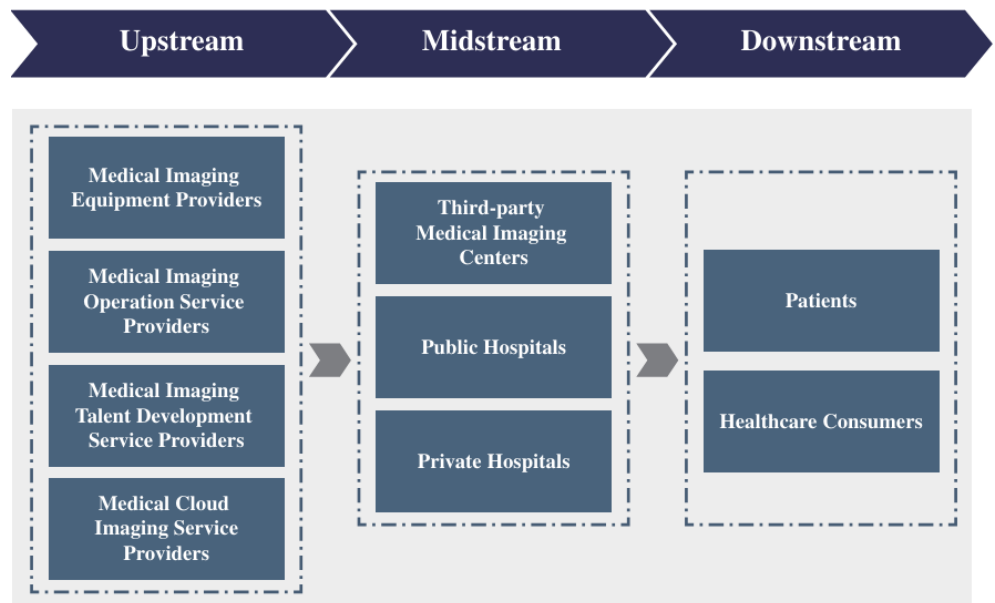 Upstream
Midstream
Downstream
Medical Imaging
Equipment Providers
Medical Imaging
Operation Service
Providers
Medical Imaging
Talent Development
Service Providers
Medical Cloud
Imaging Service
Providers
Third-party
Medical Imaging
Centers
Public Hospitals
Private Hospitals
Patients
Healthcare Consumers